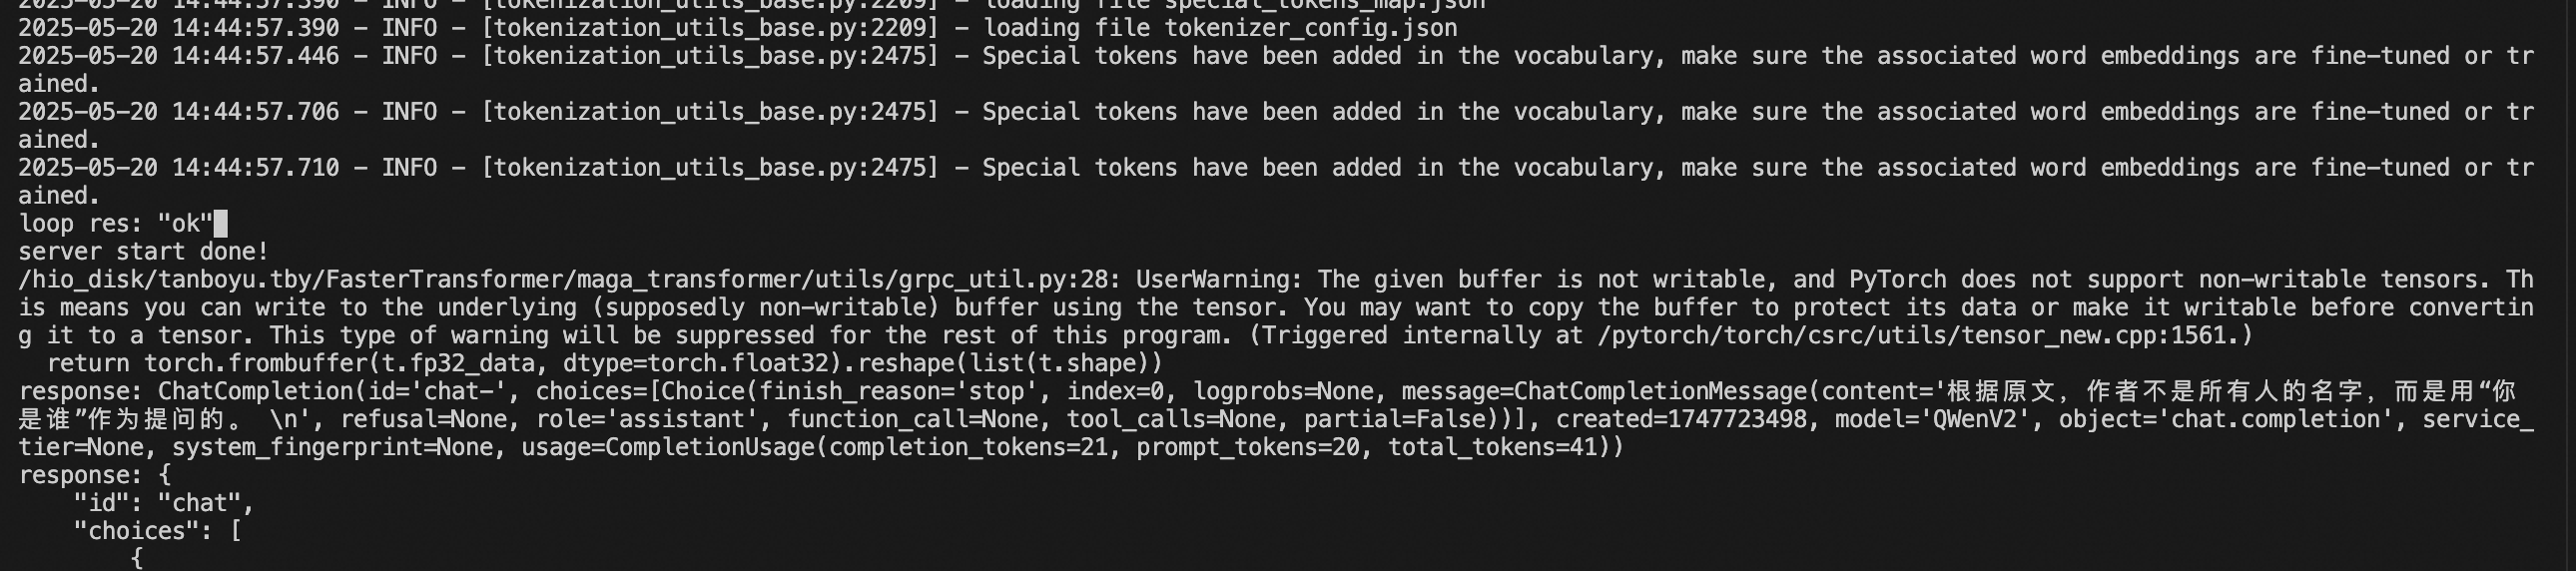 2025-05-20 14:44:57.390 - INFO - [tokenization_utils_base.py:2209] - loading file special_tokens_map.json
2025-05-20 14:44:57.390 - INFO - [tokenization_utils_base.py:2209] - loading file tokenizer_config.json
2025-05-20 14:44:57.446 - INFO - [tokenization_utils_base.py:2475] - Special tokens have been added in the vocabulary, make sure the associated word embeddings are fine-tuned or tr
ained.
2025-05-20 14:44:57.706 - INFO - [tokenization_utils_base.py:2475] - Special tokens have been added in the vocabulary, make sure the associated word embeddings are fine-tuned or tr
ained.
2025-05-20 14:44:57.710 - INFO - [tokenization_utils_base.py:2475] - Special tokens have been added in the vocabulary, make sure the associated word embeddings are fine-tuned or tr
ained.
loop res: "ok"
server start done!
/hio_disk/tanboyu.tby/FasterTransformer/maga_transformer/utils/grpc_util.py:28: UserWarning: The given buffer is not writable, and PyTorch does not support non-writable tensors. Th
is means you can write to the underlying (supposedly non-writable) buffer using the tensor. You may want to copy the buffer to protect its data or make it writable before convertin
g it to a tensor. This type of warning will be suppressed for the rest of this program. (Triggered internally at /pytorch/torch/csrc/utils/tensor_new.cpp:1561.)
  return torch.frombuffer(t.fp32_data, dtype=torch.float32).reshape(list(t.shape))
response: ChatCompletion(id='chat-', choices=[Choice(finish_reason='stop', index=0, logprobs=None, message=ChatCompletionMessage(content='根据原文，作者不是所有人的名字，而是用“你
是谁”作为提问的。 \n', refusal=None, role='assistant', function_call=None, tool_calls=None, partial=False))], created=1747723498, model='QWenV2', object='chat.completion', service_
tier=None, system_fingerprint=None, usage=CompletionUsage(completion_tokens=21, prompt_tokens=20, total_tokens=41))
response: {
    "id": "chat",
    "choices": [
        {